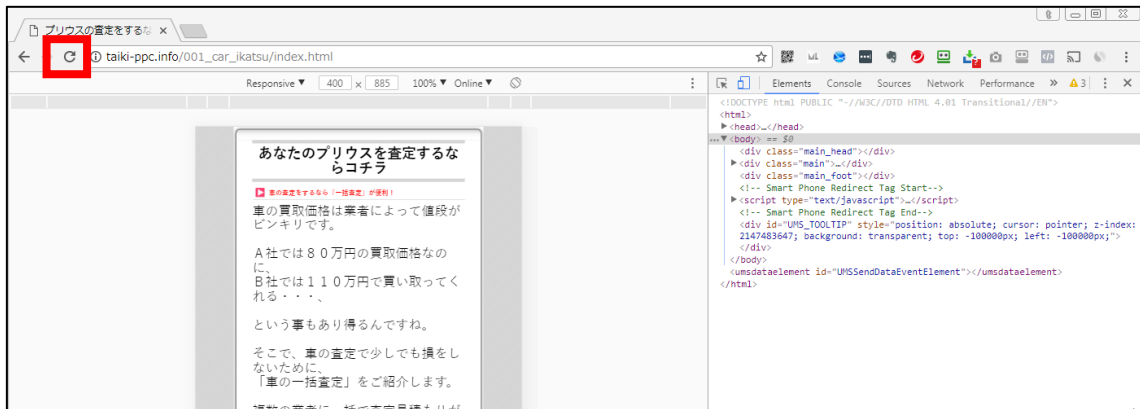 プリウスの査定をするな
taiki-ppc.info/001_car_ikatsu/index.html
Responsive ▼ 400 x 885 100% ▼ Online ▼
Elements Console Sources Network Performance » 3
<!DOCTYPE html PUBLIC "-//W3C//DTD HTML 4.01 Transitional//EN">
<html>
▶<head>…</head>
…▼<body> == $0
<div class="main_head"></div>
▶<div class="main">…</div>
<div class="main_foot"></div>
<!-- Smart Phone Redirect Tag Start-->
▶<script type="text/javascript">…</script>
<!-- Smart Phone Redirect Tag End-->
<div id="UMS_TOOLTIP" style="position: absolute; cursor: pointer; z-index:
2147483647; background: transparent; top: -100000px; left: -100000px;">
</div>
</body>
<umsdataelement id="UMSSendDataEventElement"></umsdataelement>
</html>
あなたのプリウスを査定するな
らコチラ
車の査定をするなら「一括査定」が便利！
車の買取価格は業者によって値段が
ピンキリです。
Ａ社では８０万円の買取価格なの
に、
Ｂ社では１１０万円で買い取ってく
れる・・・、
という事もあり得るんですね。
そこで、車の査定で少しでも損をし
ないために、
「車の一括査定」をご紹介します。